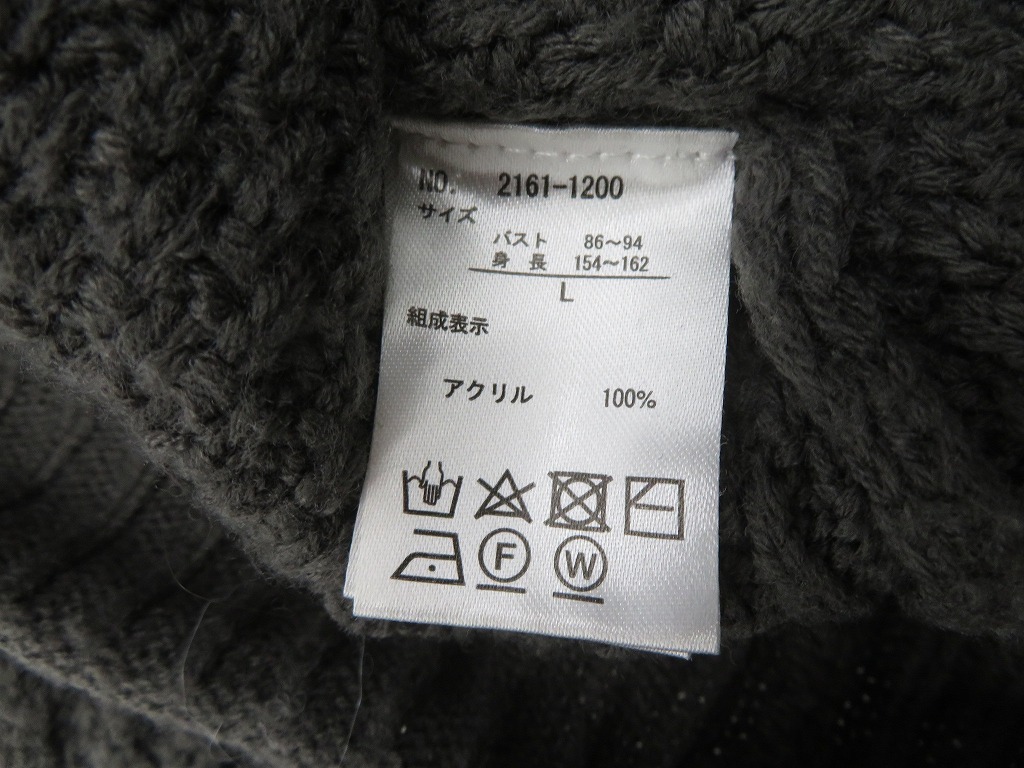 NO. 2161-1200
サイズ
バスト 86～94
身長 154～162
L
組成表示
アクリル 100%
F W